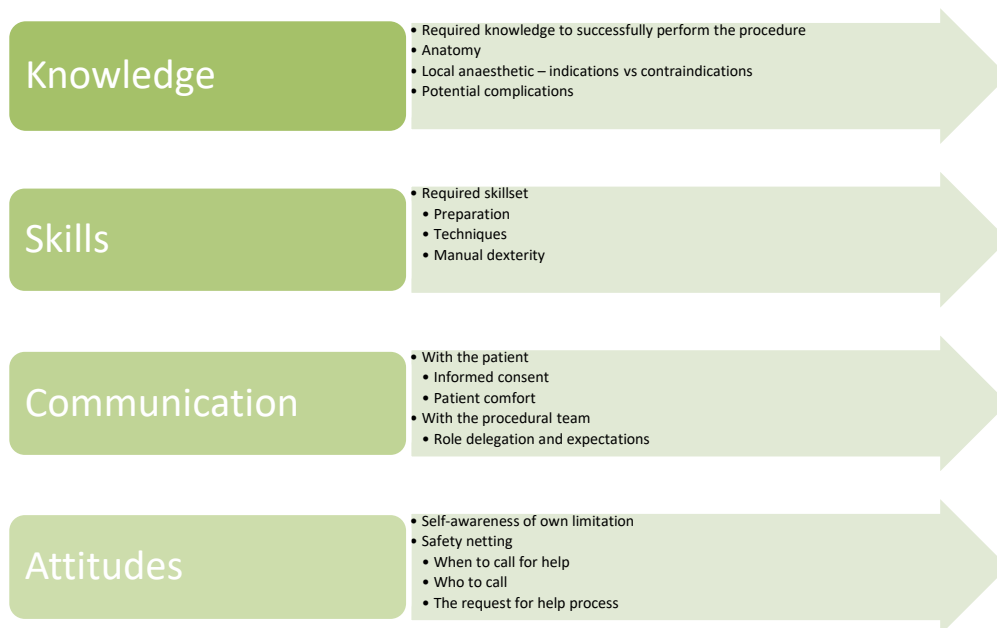 Knowledge
• Required knowledge to successfully perform the procedure
• Anatomy
• Local anaesthetic – indications vs contraindications
• Potential complications
Skills
• Required skillset
• Preparation
• Techniques
• Manual dexterity
Communication
• With the patient
• Informed consent
• Patient comfort
• With the procedural team
• Role delegation and expectations
Attitudes
• Self-awareness of own limitation
• Safety netting
• When to call for help
• Who to call
• The request for help process